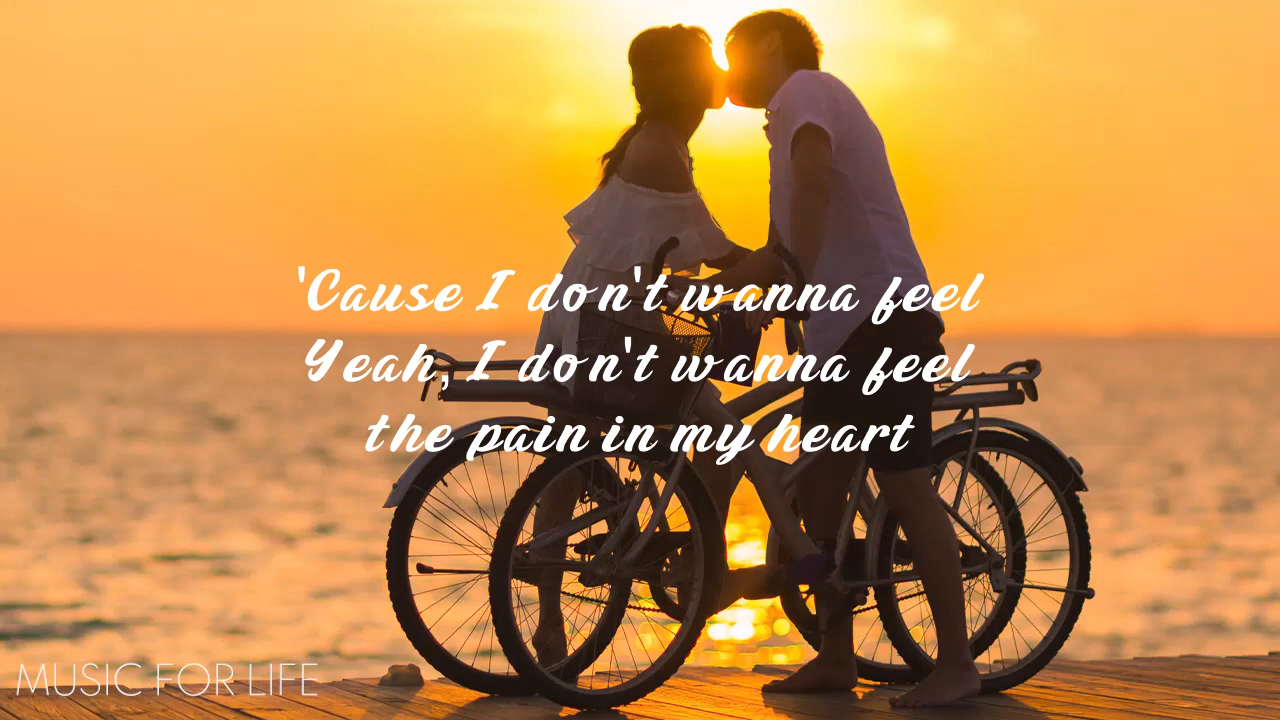 'Cause I don't wanna feel
Yeah, I don't wanna feel
the pain in my heart
MUSIC FOR LIFE